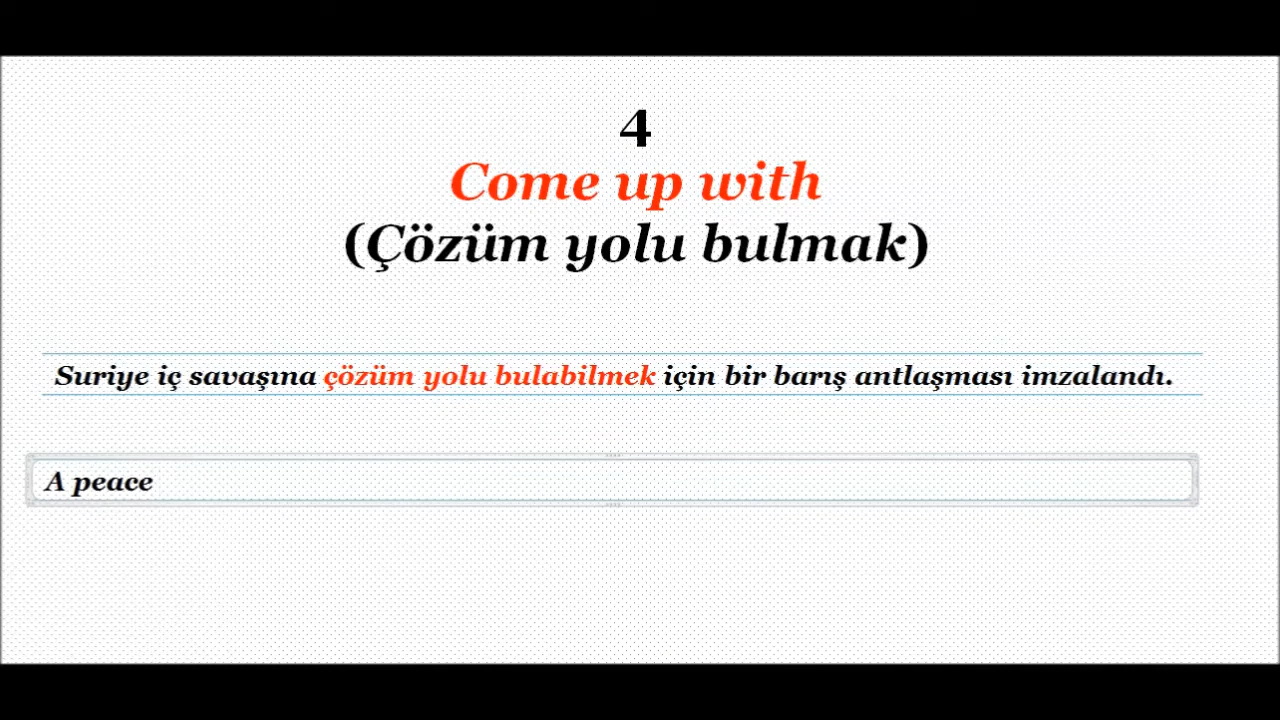 4
Come up with
(Çözüm yolu bulmak)
Suriye iç savaşına çözüm yolu bulabilmek için bir barış antlaşması imzalandı.
A peace